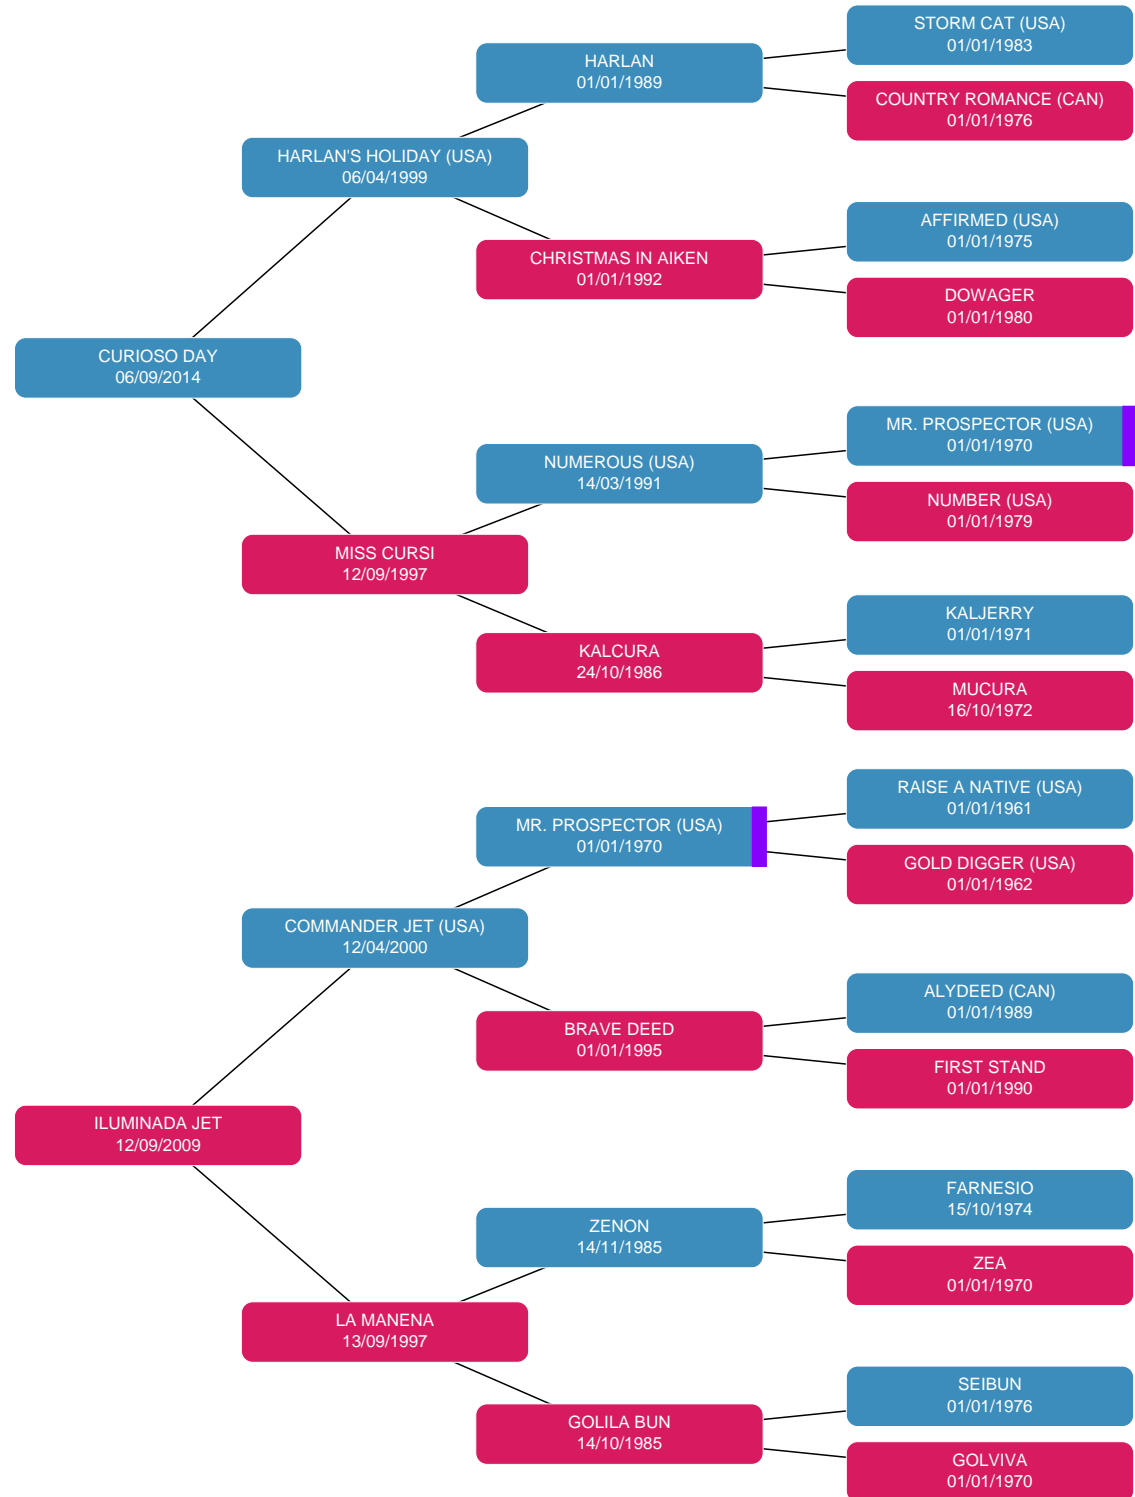 STORM CAT (USA)
01/01/1983
HARLAN
01/01/1989
COUNTRY ROMANCE (CAN)
01/01/1976
HARLAN'S HOLIDAY (USA)
06/04/1999
AFFIRMED (USA)
01/01/1975
CHRISTMAS IN AIKEN
01/01/1992
DOWAGER
01/01/1980
CURIOSO DAY
06/09/2014
MR. PROSPECTOR (USA)
01/01/1970
NUMEROUS (USA)
14/03/1991
NUMBER (USA)
01/01/1979
MISS CURSI
12/09/1997
KALJERRY
01/01/1971
KALCURA
24/10/1986
MUCURA
16/10/1972
RAISE A NATIVE (USA)
01/01/1961
MR. PROSPECTOR (USA)
01/01/1970
GOLD DIGGER (USA)
01/01/1962
COMMANDER JET (USA)
12/04/2000
ALYDEED (CAN)
01/01/1989
BRAVE DEED
01/01/1995
FIRST STAND
01/01/1990
ILUMINADA JET
12/09/2009
FARNESIO
15/10/1974
ZENON
14/11/1985
ZEA
01/01/1970
LA MANENA
13/09/1997
SEIBUN
01/01/1976
GOLILA BUN
14/10/1985
GOLVIVA
01/01/1970